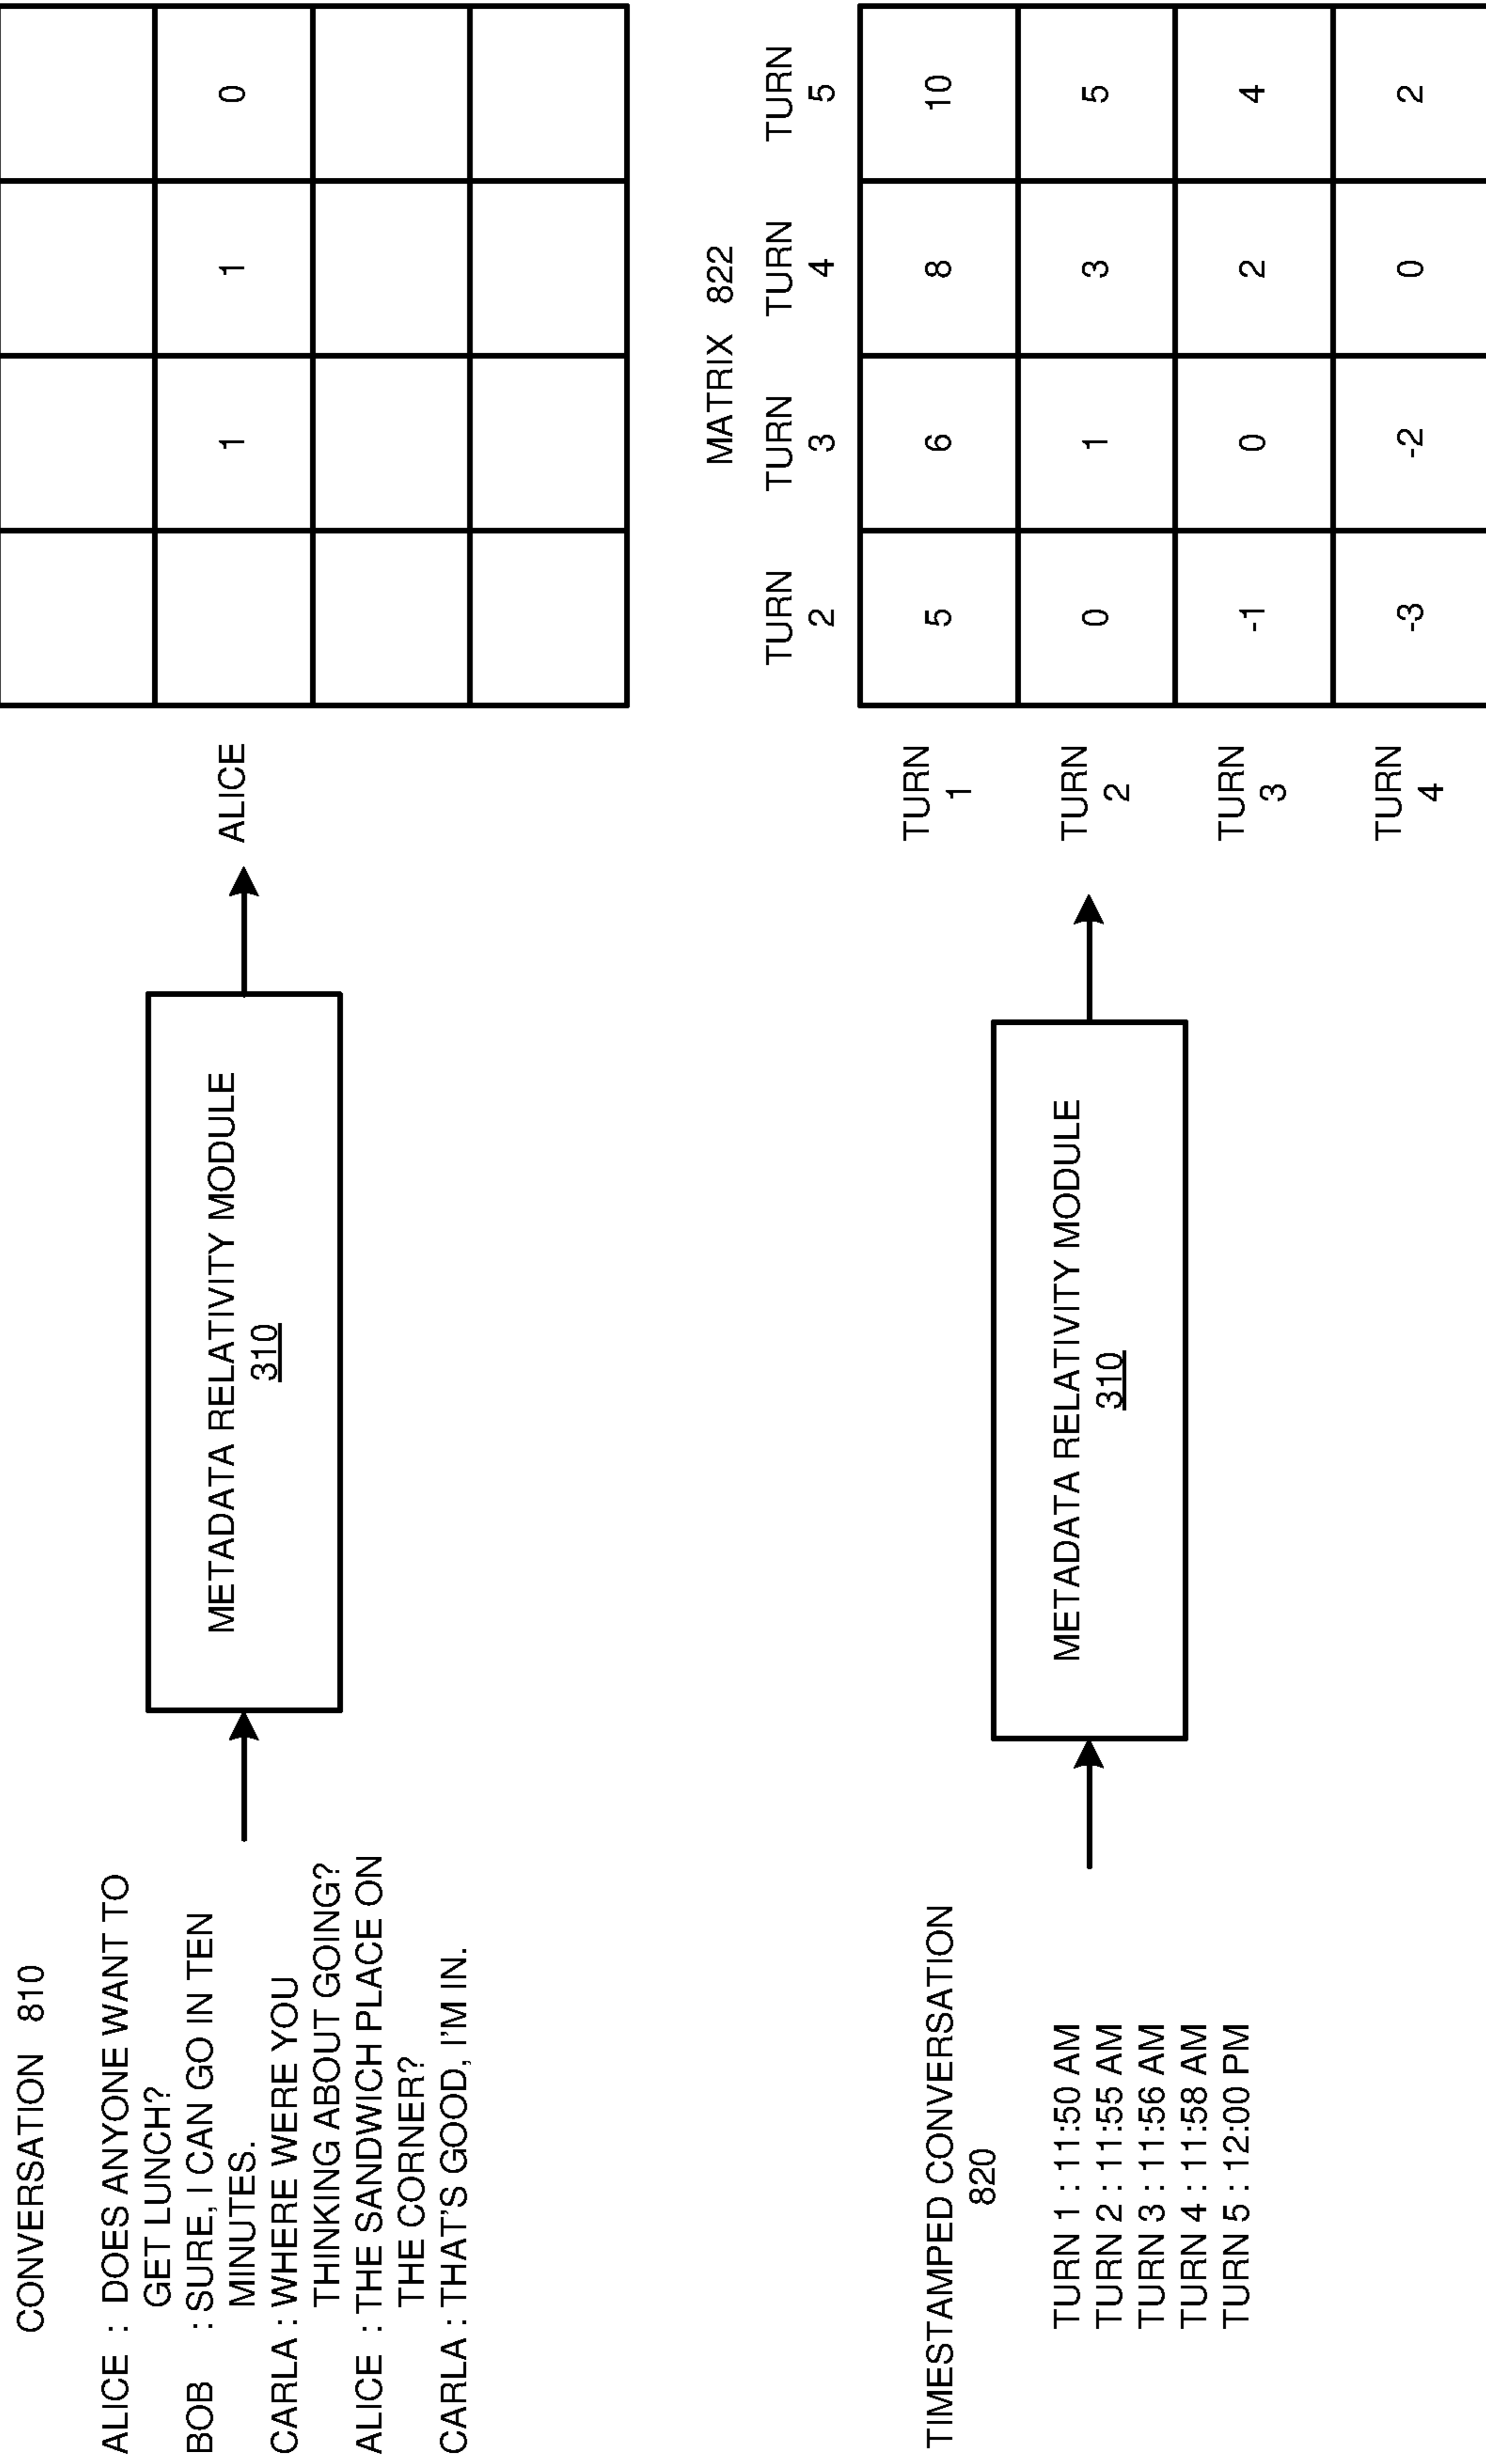 CONVERSATION 810
ALICE : DOES ANYONE WANT TO
GET LUNCH?
BOB : SURE, I CAN GO IN TEN
MINUTES.
CARLA : WHERE WERE YOU
THINKING ABOUT GOING?
ALICE : THE SANDWICH PLACE ON
THE CORNER?
CARLA : THAT'S GOOD, I'M IN.
METADATA RELATIVITY MODULE
310
ALICE 1 1 0
TIMESTAMPED CONVERSATION
820
TURN 1 : 11:50 AM
TURN 2 : 11:55 AM
TURN 3 : 11:56 AM
TURN 4 : 11:58 AM
TURN 5 : 12:00 PM
METADATA RELATIVITY MODULE
310
MATRIX 822
TURN TURN TURN TURN
2 3 4 5
TURN
1
5 6 8 10
TURN
2
0 1 3 5
TURN
3
-1 0 2 4
TURN
4
-3 -2 0 2